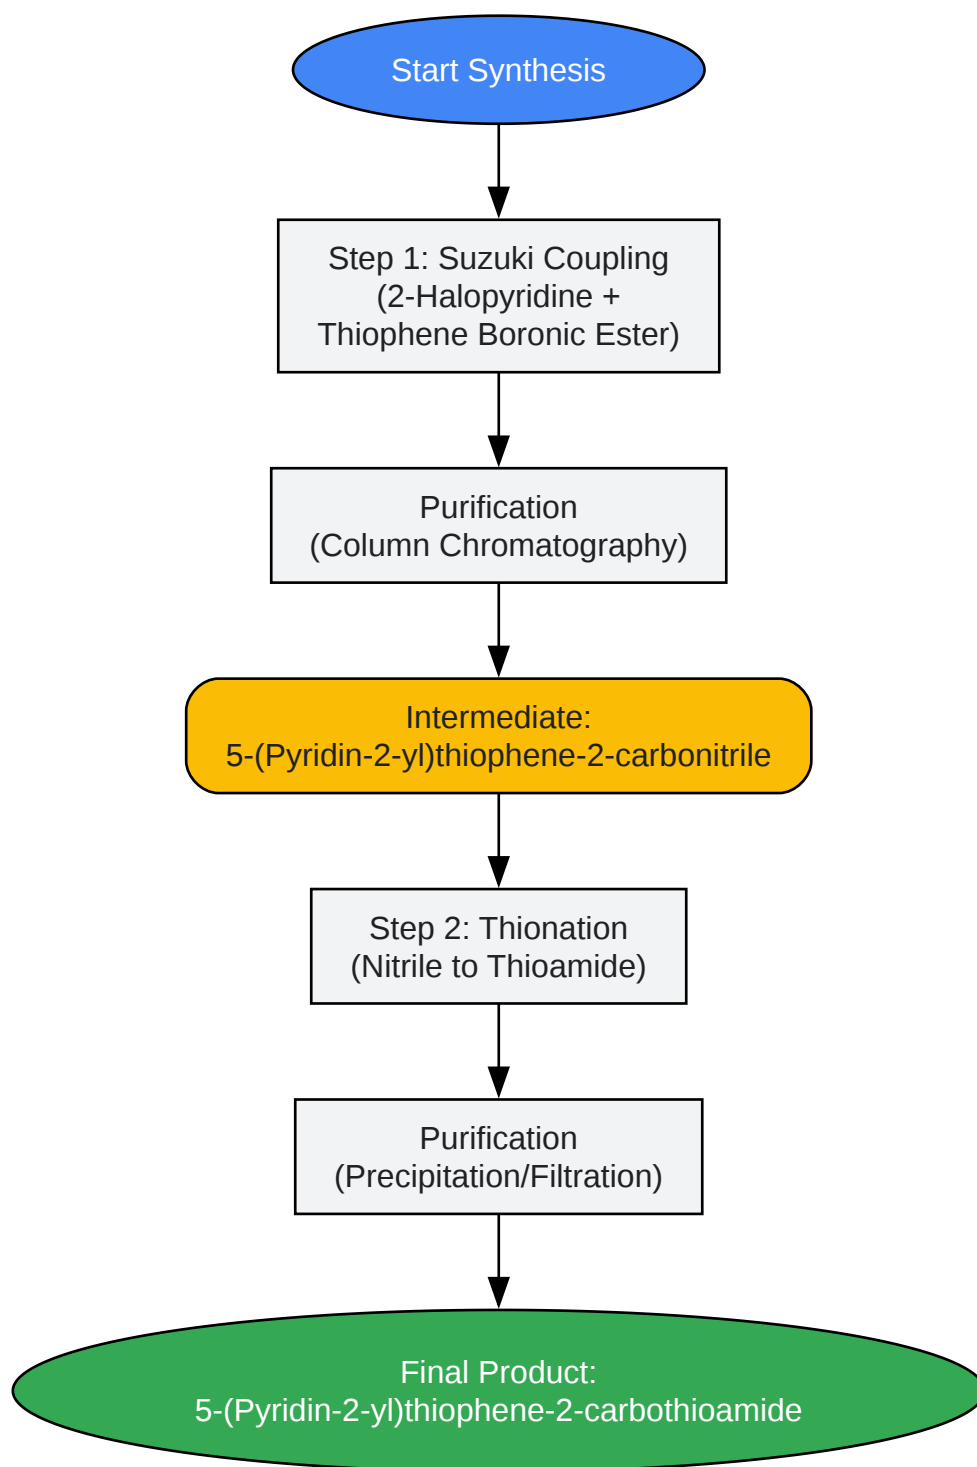 Start Synthesis
Step 1: Suzuki Coupling
(2-Halopyridine +
Thiophene Boronic Ester)
Purification
(Column Chromatography)
Intermediate:
5-(Pyridin-2-yl)thiophene-2-carbonitrile
Step 2: Thionation
(Nitrile to Thioamide)
Purification
(Precipitation/Filtration)
Final Product:
5-(Pyridin-2-yl)thiophene-2-carbothioamide